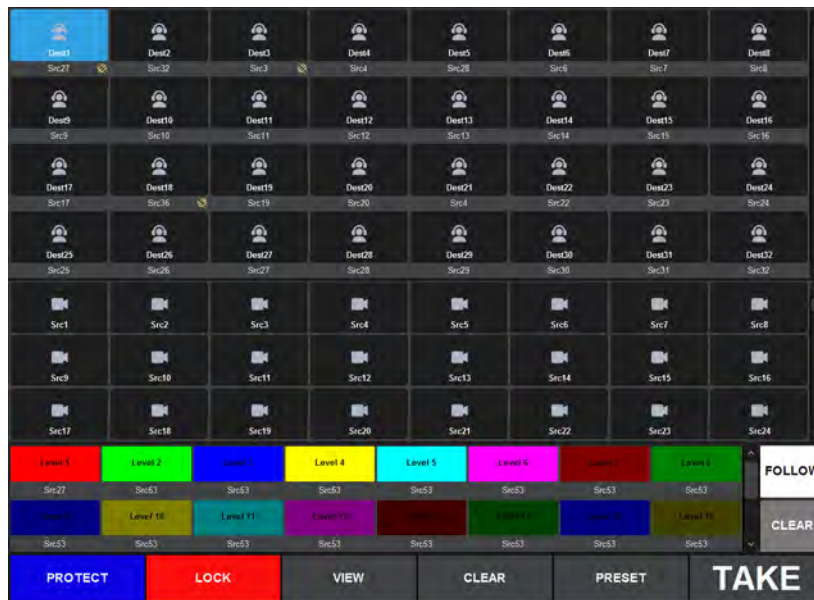 Dest1 Dest2 Dest3 Dest4 Dest5 Dest6 Dest7 Dest8
Src27 Src32 Src3 Src4 Src28 Src6 Src7 Src8
Dest9 Dest10 Dest11 Dest12 Dest13 Dest14 Dest15 Dest16
Src9 Src10 Src11 Src12 Src13 Src14 Src15 Src16
Dest17 Dest18 Dest19 Dest20 Dest21 Dest22 Dest23 Dest24
Src17 Src36 Src19 Src20 Src4 Src22 Src23 Src24
Dest25 Dest26 Dest27 Dest28 Dest29 Dest30 Dest31 Dest32
Src25 Src26 Src27 Src28 Src29 Src30 Src31 Src32
Src1 Src2 Src3 Src4 Src5 Src6 Src7 Src8
Src9 Src10 Src11 Src12 Src13 Src14 Src15 Src16
Src17 Src18 Src19 Src20 Src21 Src22 Src23 Src24
Level 1 Level 2 Level 4 Level 5 Level 6 Level 8
FOLLOW
Src27 Src53 Src53 Src53 Src53 Src53 Src53 Src53
Level 10 Level 11 Level 16
CLEAR
Src53 Src53 Src53 Src53 Src53 Src53 Src53 Src53
PROTECT LOCK VIEW CLEAR PRESET TAKE